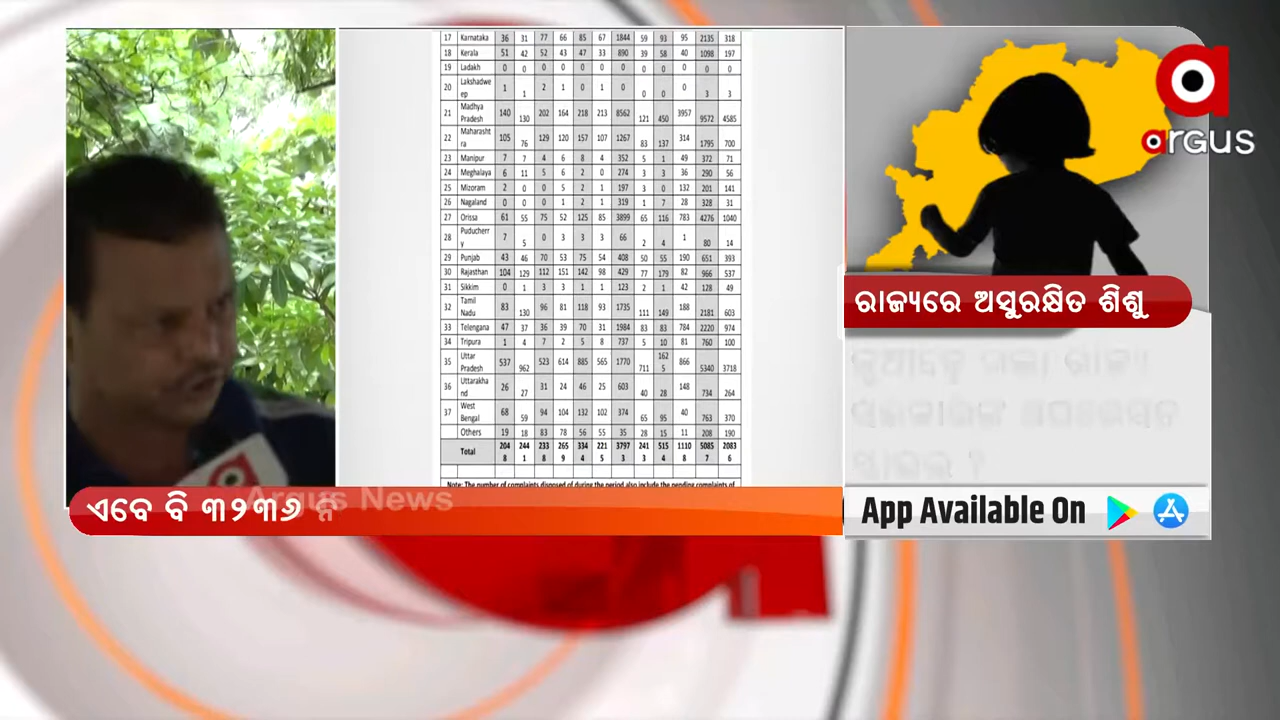 17 Karnataka 36 31 77 66 85 67 1844 59 93 95 2135 318
18 Kerala 51 42 52 43 47 33 890 39 58 40 1098 197
19 Ladakh 0 0 0 0 0 0 0 0 0 0 0 0
20 Lakshadweep 1 1 2 1 0 1 0 0 0 0 3 3
21 Madhya Pradesh 140 130 202 164 218 213 8562 121 450 3957 9572 4585
22 Maharashtra 105 76 129 120 157 107 1267 83 137 314 1795 700
23 Manipur 7 7 4 6 8 4 352 5 1 49 372 71
24 Meghalaya 6 11 5 6 2 0 274 3 3 36 290 56
25 Mizoram 2 0 0 5 2 1 197 3 0 132 201 141
26 Nagaland 0 0 0 1 2 1 319 1 7 28 328 31
27 Orissa 61 55 75 52 125 85 3899 65 116 783 4276 1040
28 Puducherry 7 5 0 3 3 3 66 2 4 1 80 14
29 Punjab 43 46 70 53 75 54 408 50 55 190 651 393
30 Rajasthan 104 129 112 151 142 98 429 77 179 82 966 537
31 Sikkim 0 1 3 3 1 1 123 2 1 42 128 49
32 Tamil Nadu 83 130 96 81 118 93 1735 111 149 188 2181 603
33 Telengana 47 37 36 39 70 31 1984 83 83 784 2220 974
34 Tripura 1 4 7 2 5 8 737 5 10 81 760 100
35 Uttar Pradesh 537 962 523 614 885 565 1770 711 1625 866 5340 3718
36 Uttarakhand 26 27 31 24 46 25 603 40 28 148 734 264
37 West Bengal 68 59 94 104 132 102 374 65 95 40 763 370
Others 19 18 83 78 56 55 35 28 15 11 208 190
Total 2048 2441 2338 2659 3344 2215 37973 2413 5154 11108 50857 20836
Note: The number of complaints disposed of during the period also include the pending complaints of
argus
ରାଜ୍ୟରେ ଅସୁରକ୍ଷିତ ଶିଶୁ
App Available On
Argus News
ଏବେ ବି ୩୨୩୬ ନ